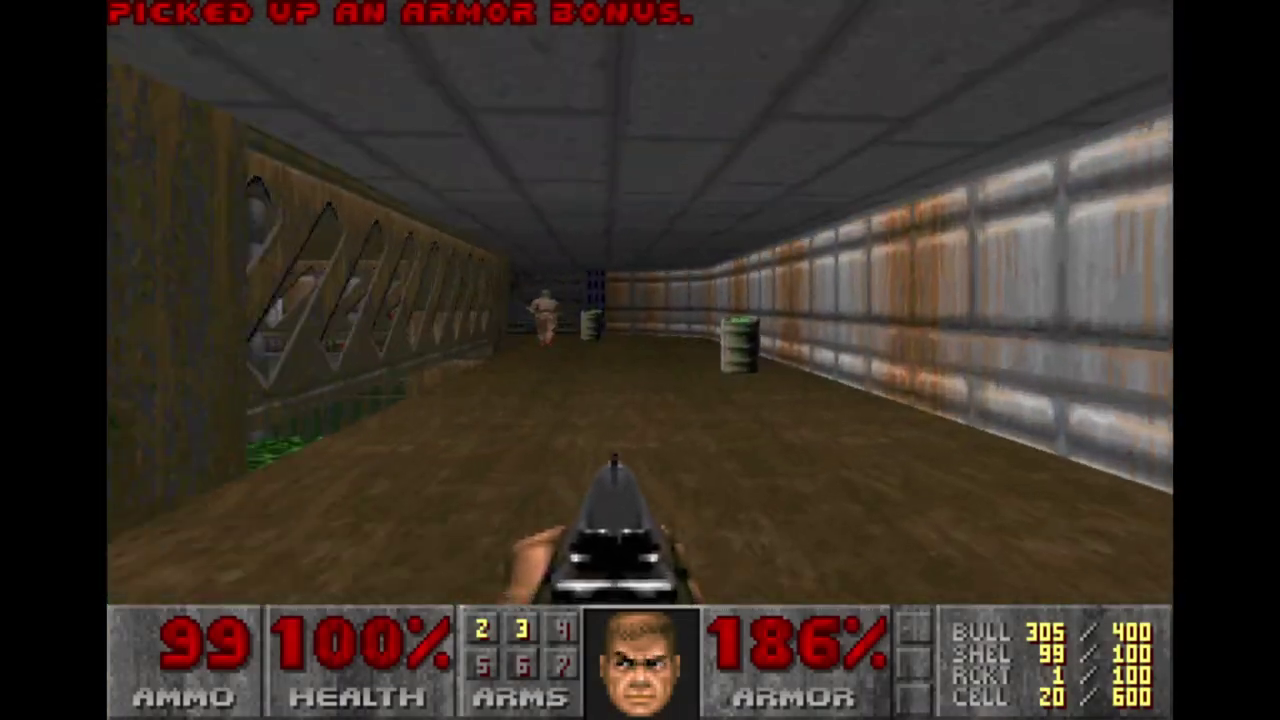 PICKED UP AN ARMOR BONUS.
99 100% 2 3 4 186% BULL 305 / 400
SHEL 99 / 100
5 6 7 RCKT 1 / 100
AMMO HEALTH ARMS ARMOR CELL 20 / 600